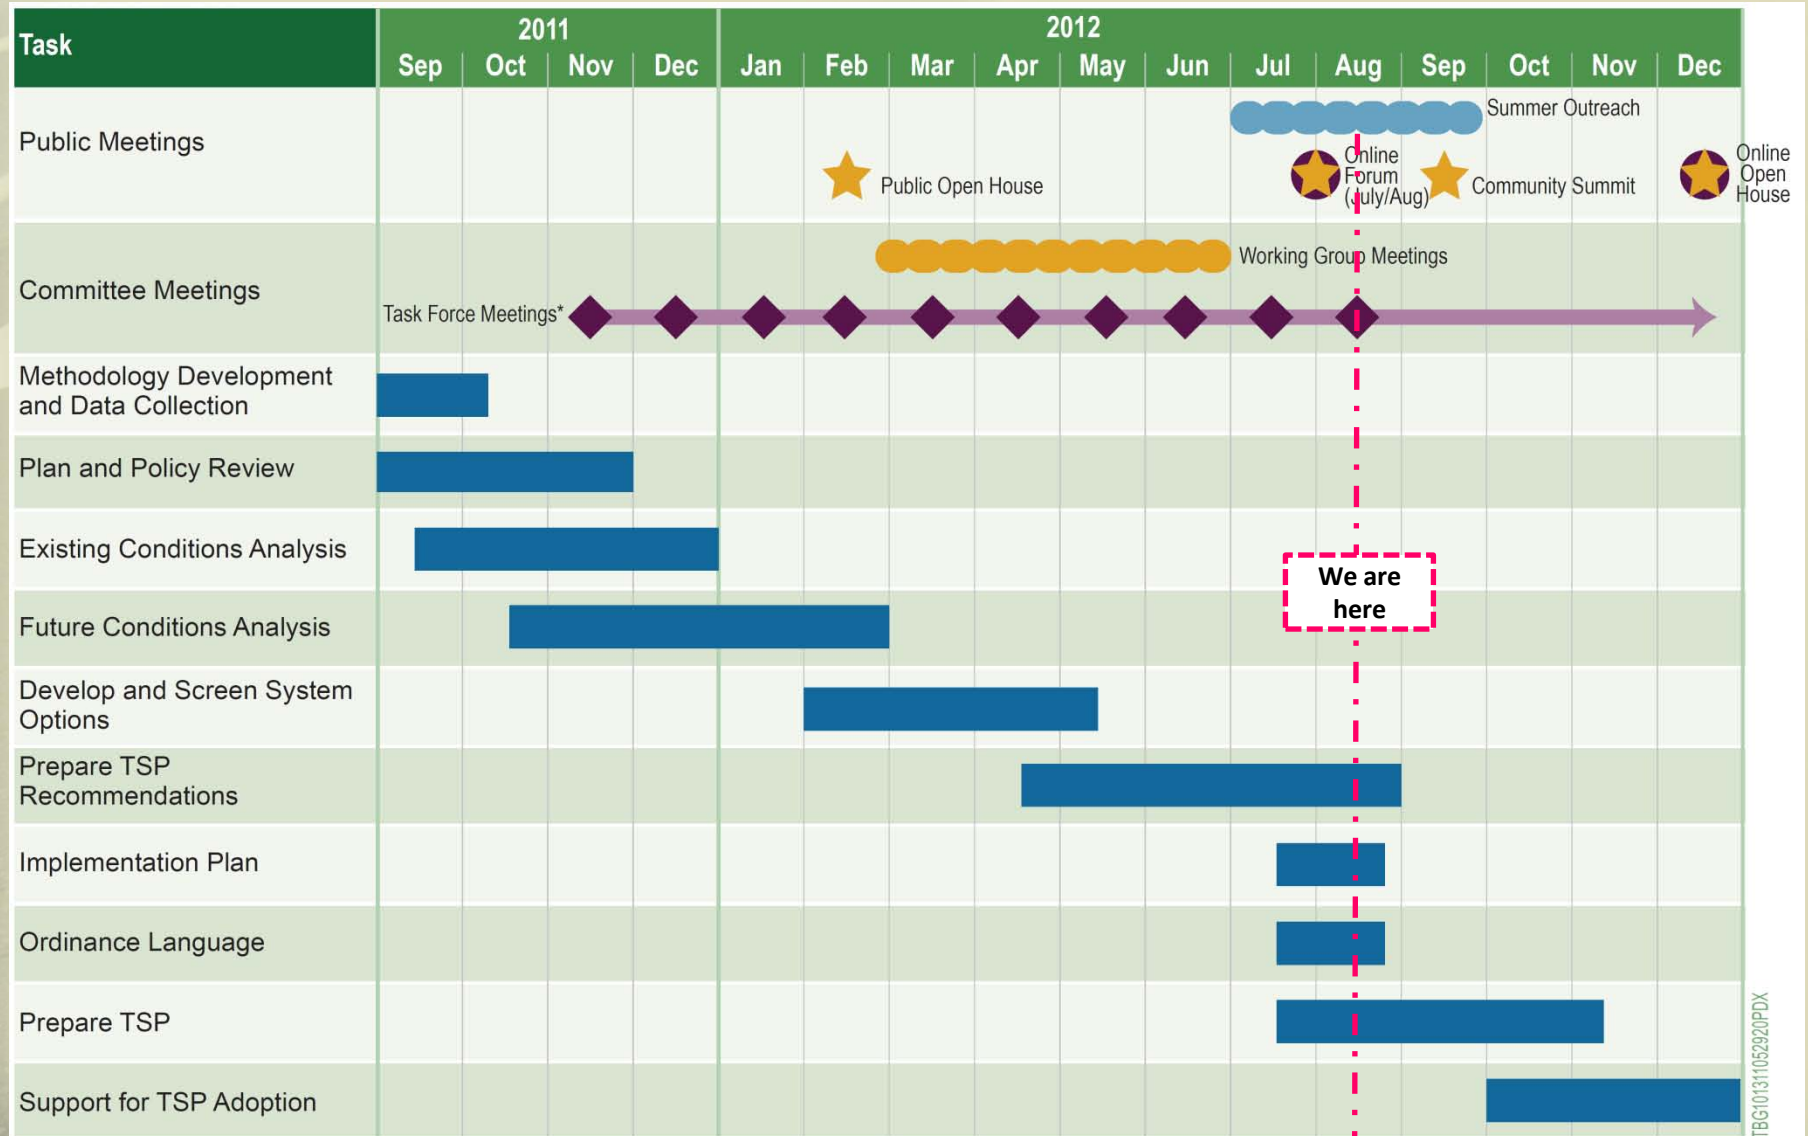 Task
2011
2012
Sep Oct Nov Dec Jan Feb Mar Apr May Jun Jul Aug Sep Oct Nov Dec
Public Meetings
Summer Outreach
Public Open House
Online
Forum
(July/Aug)
Community Summit
Online
Open
House
Committee Meetings
Working Group Meetings
Task Force Meetings*
Methodology Development
and Data Collection
Plan and Policy Review
Existing Conditions Analysis
We are
here
Future Conditions Analysis
Develop and Screen System
Options
Prepare TSP
Recommendations
Implementation Plan
Ordinance Language
Prepare TSP
Support for TSP Adoption
TBG101311052920PDX